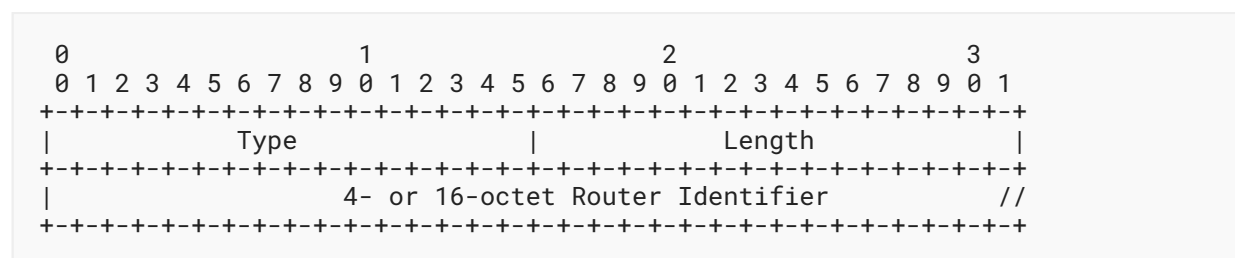 0                   1                   2                   3
 0 1 2 3 4 5 6 7 8 9 0 1 2 3 4 5 6 7 8 9 0 1 2 3 4 5 6 7 8 9 0 1
+-+-+-+-+-+-+-+-+-+-+-+-+-+-+-+-+-+-+-+-+-+-+-+-+-+-+-+-+-+-+-+-+
|            Type               |            Length             |
+-+-+-+-+-+-+-+-+-+-+-+-+-+-+-+-+-+-+-+-+-+-+-+-+-+-+-+-+-+-+-+-+
|                   4- or 16-octet Router Identifier           //
+-+-+-+-+-+-+-+-+-+-+-+-+-+-+-+-+-+-+-+-+-+-+-+-+-+-+-+-+-+-+-+-+